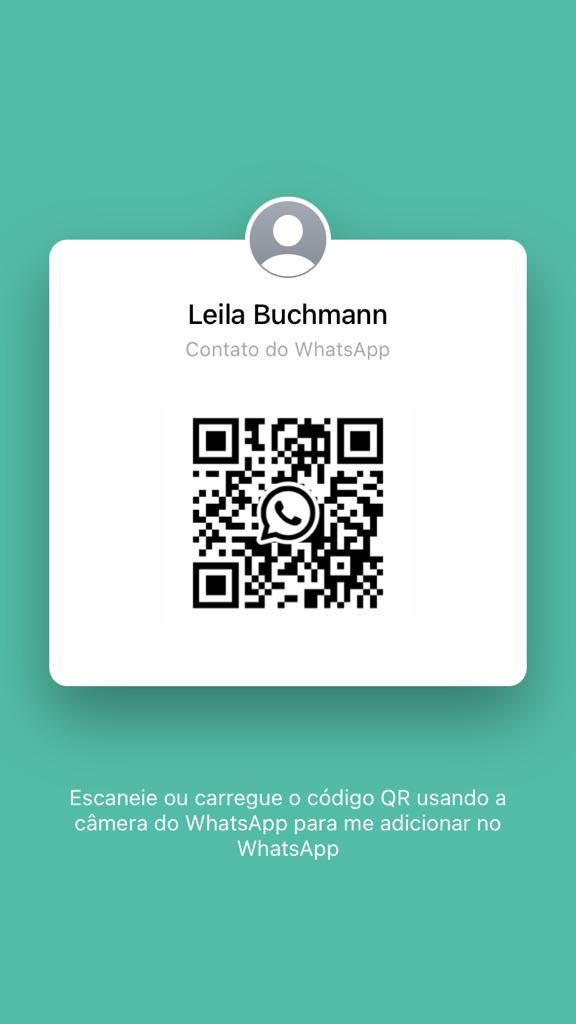 Leila Buchmann
Contato do WhatsApp
Escaneie ou carregue o código QR usando a
câmera do WhatsApp para me adicionar no
WhatsApp